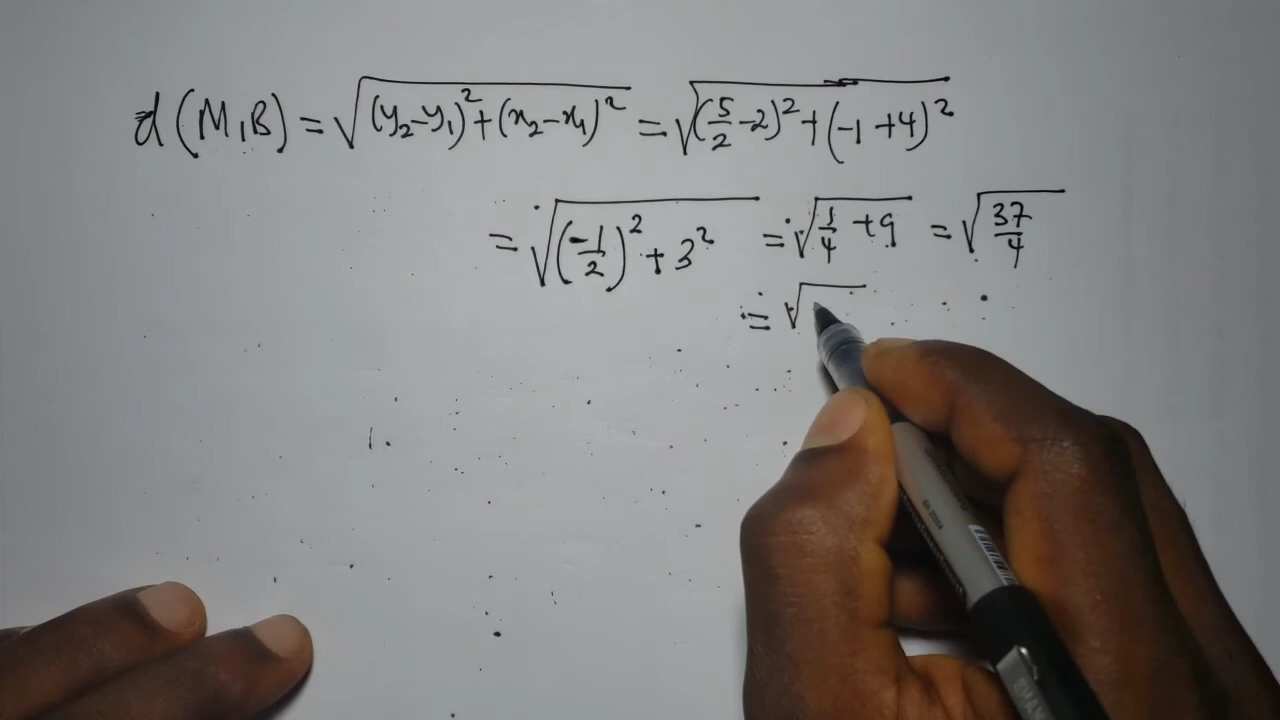 d(M,B) = √((y₂-y₁)²+(x₂-x₁)²) = √((5/2-2)²+(-1+4)²)
= √((-1/2)²+3²) = √(1/4+9) = √(37/4)
= √